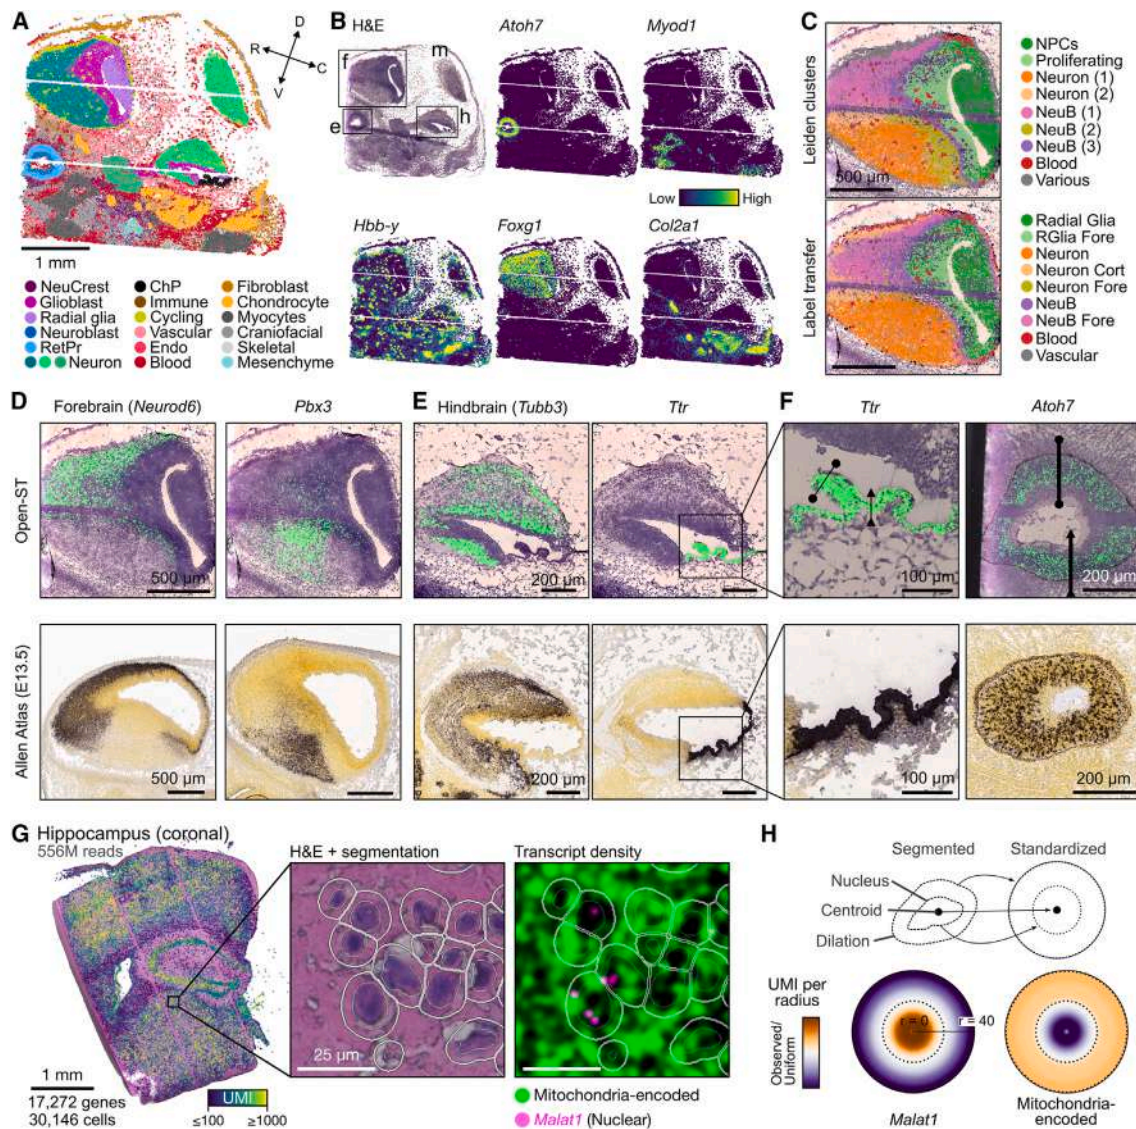 A
D
R
C
V
1 mm
NeuCrest
Glioblast
Radial glia
Neuroblast
RetPr
Neuron
ChP
Immune
Cycling
Vascular
Endo
Blood
Fibroblast
Chondrocyte
Myocytes
Craniofacial
Skeletal
Mesenchyme
B
H&E
Atoh7
Myod1
f
m
e
h
Low
High
Hbb-y
Foxg1
Col2a1
C
Leiden clusters
500 µm
NPCs
Proliferating
Neuron (1)
Neuron (2)
NeuB (1)
NeuB (2)
NeuB (3)
Blood
Various
Label transfer
Radial Glia
RGlia Fore
Neuron
Neuron Cort
Neuron Fore
NeuB
NeuB Fore
Blood
Vascular
D
Forebrain (Neurod6)
Pbx3
E
Hindbrain (Tubb3)
Ttr
F
Ttr
Atoh7
Open-ST
500 µm
200 µm
100 µm
200 µm
Allen Atlas (E13.5)
500 µm
200 µm
100 µm
200 µm
G
Hippocampus (coronal)
556M reads
H&E + segmentation
Transcript density
25 µm
1 mm
17,272 genes
30,146 cells
UMI
≤100
≥1000
Mitochondria-encoded
Malat1 (Nuclear)
H
Segmented
Standardized
Nucleus
Centroid
Dilation
UMI per
radius
Observed/
Uniform
r = 0
r = 40
Malat1
Mitochondria-
encoded